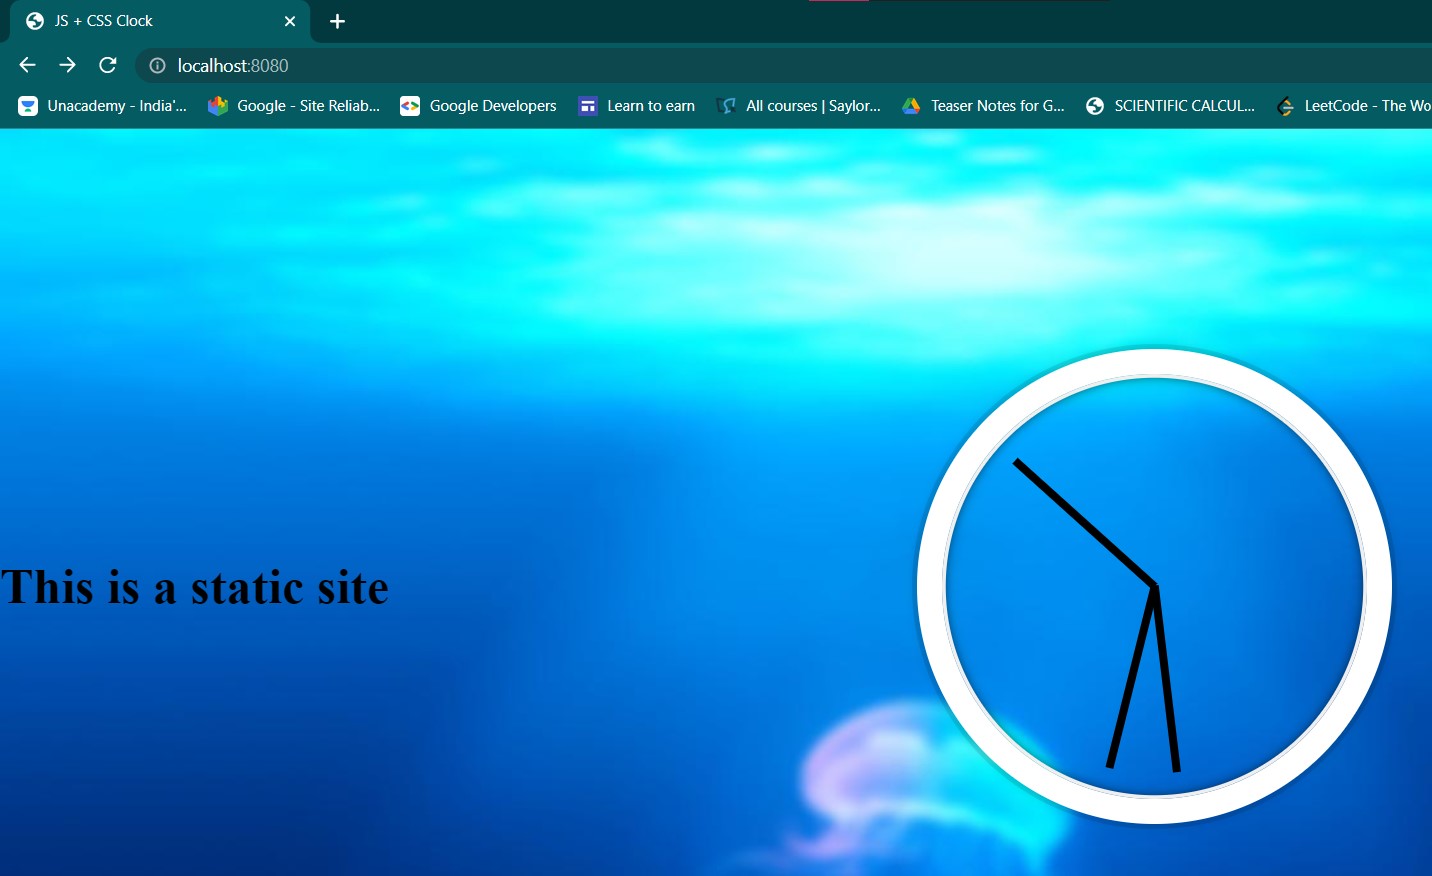 JS + CSS Clock
localhost:8080
Unacademy - India'... Google - Site Reliab... Google Developers Learn to earn All courses | Saylor... Teaser Notes for G... SCIENTIFIC CALCUL... LeetCode - The Wo
This is a static site